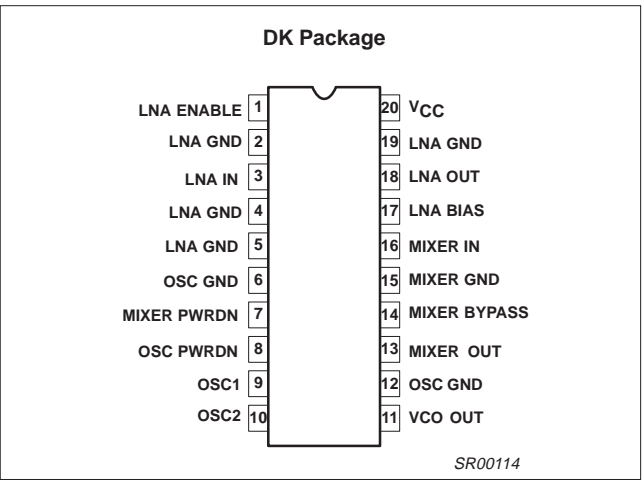 DK Package
LNA ENABLE 1 20 VCC
LNA GND 2 19 LNA GND
LNA IN 3 18 LNA OUT
LNA GND 4 17 LNA BIAS
LNA GND 5 16 MIXER IN
OSC GND 6 15 MIXER GND
MIXER PWRDN 7 14 MIXER BYPASS
OSC PWRDN 8 13 MIXER OUT
OSC1 9 12 OSC GND
OSC2 10 11 VCO OUT
SR00114